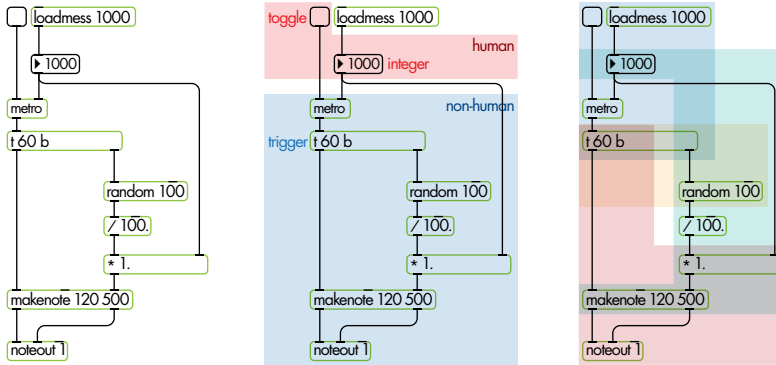 loadmess 1000
1000
metro
t 60 b
random 100
/ 100.
* 1.
makenote 120 500
noteout 1
toggle
loadmess 1000
human
1000 integer
non-human
metro
trigger t 60 b
random 100
/ 100.
* 1.
makenote 120 500
noteout 1
loadmess 1000
1000
metro
t 60 b
random 100
/ 100.
* 1.
makenote 120 500
noteout 1